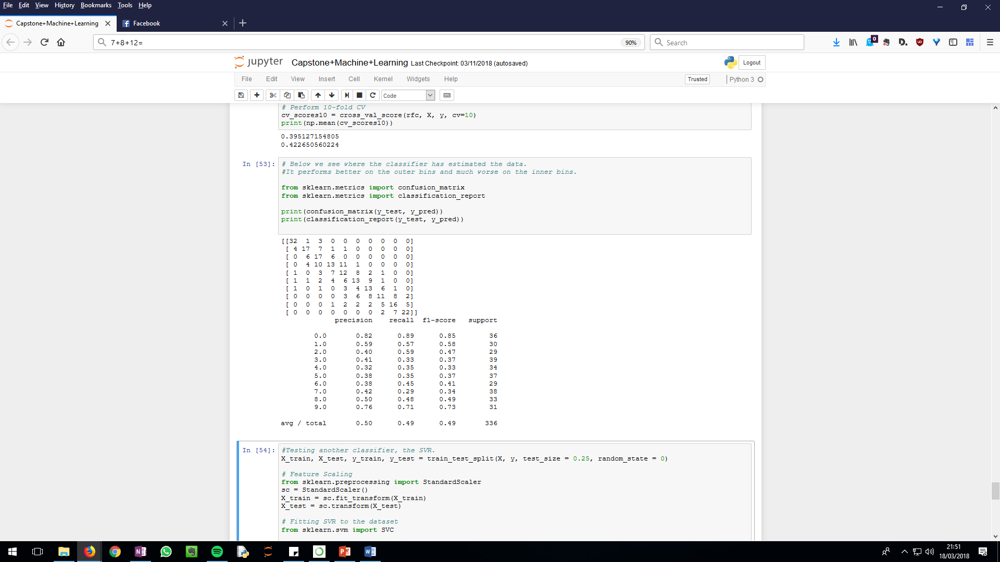 File Edit View History Bookmarks Tools Help
Capstone+Machine+Learning Facebook
7+8+12= 90% Search 0 D.
jupyter Capstone+Machine+Learning Last Checkpoint: 03/11/2018 (autosaved) Logout
File Edit View Insert Cell Kernel Widgets Help Trusted Python 3
Code
# Perform 10-fold CV
cv_scores10 = cross_val_score(rfc, X, y, cv=10)
print(np.mean(cv_scores10))
0.395127154805
0.422650560224
In [53]: # Below we see where the classifier has estimated the data.
#It performs better on the outer bins and much worse on the inner bins.
from sklearn.metrics import confusion_matrix
from sklearn.metrics import classification_report
print(confusion_matrix(y_test, y_pred))
print(classification_report(y_test, y_pred))
[[32 1 3 0 0 0 0 0 0 0]
[ 4 17 7 1 1 0 0 0 0 0]
[ 0 6 17 6 0 0 0 0 0 0]
[ 0 4 10 13 11 1 0 0 0 0]
[ 1 0 3 7 12 8 2 1 0 0]
[ 1 1 2 4 6 13 9 1 0 0]
[ 1 0 1 0 3 4 13 6 1 0]
[ 0 0 0 0 3 6 8 11 8 2]
[ 0 0 0 1 2 2 2 5 16 5]
[ 0 0 0 0 0 0 0 2 7 22]]
precision recall f1-score support
0.0 0.82 0.89 0.85 36
1.0 0.59 0.57 0.58 30
2.0 0.40 0.59 0.47 29
3.0 0.41 0.33 0.37 39
4.0 0.32 0.35 0.33 34
5.0 0.38 0.35 0.37 37
6.0 0.38 0.45 0.41 29
7.0 0.42 0.29 0.34 38
8.0 0.50 0.48 0.49 33
9.0 0.76 0.71 0.73 31
avg / total 0.50 0.49 0.49 336
In [54]: #Testing another classifier, the SVR.
X_train, X_test, y_train, y_test = train_test_split(X, y, test_size = 0.25, random_state = 0)
# Feature Scaling
from sklearn.preprocessing import StandardScaler
sc = StandardScaler()
X_train = sc.fit_transform(X_train)
X_test = sc.transform(X_test)
# Fitting SVR to the dataset
from sklearn.svm import SVC
21:51
18/03/2018